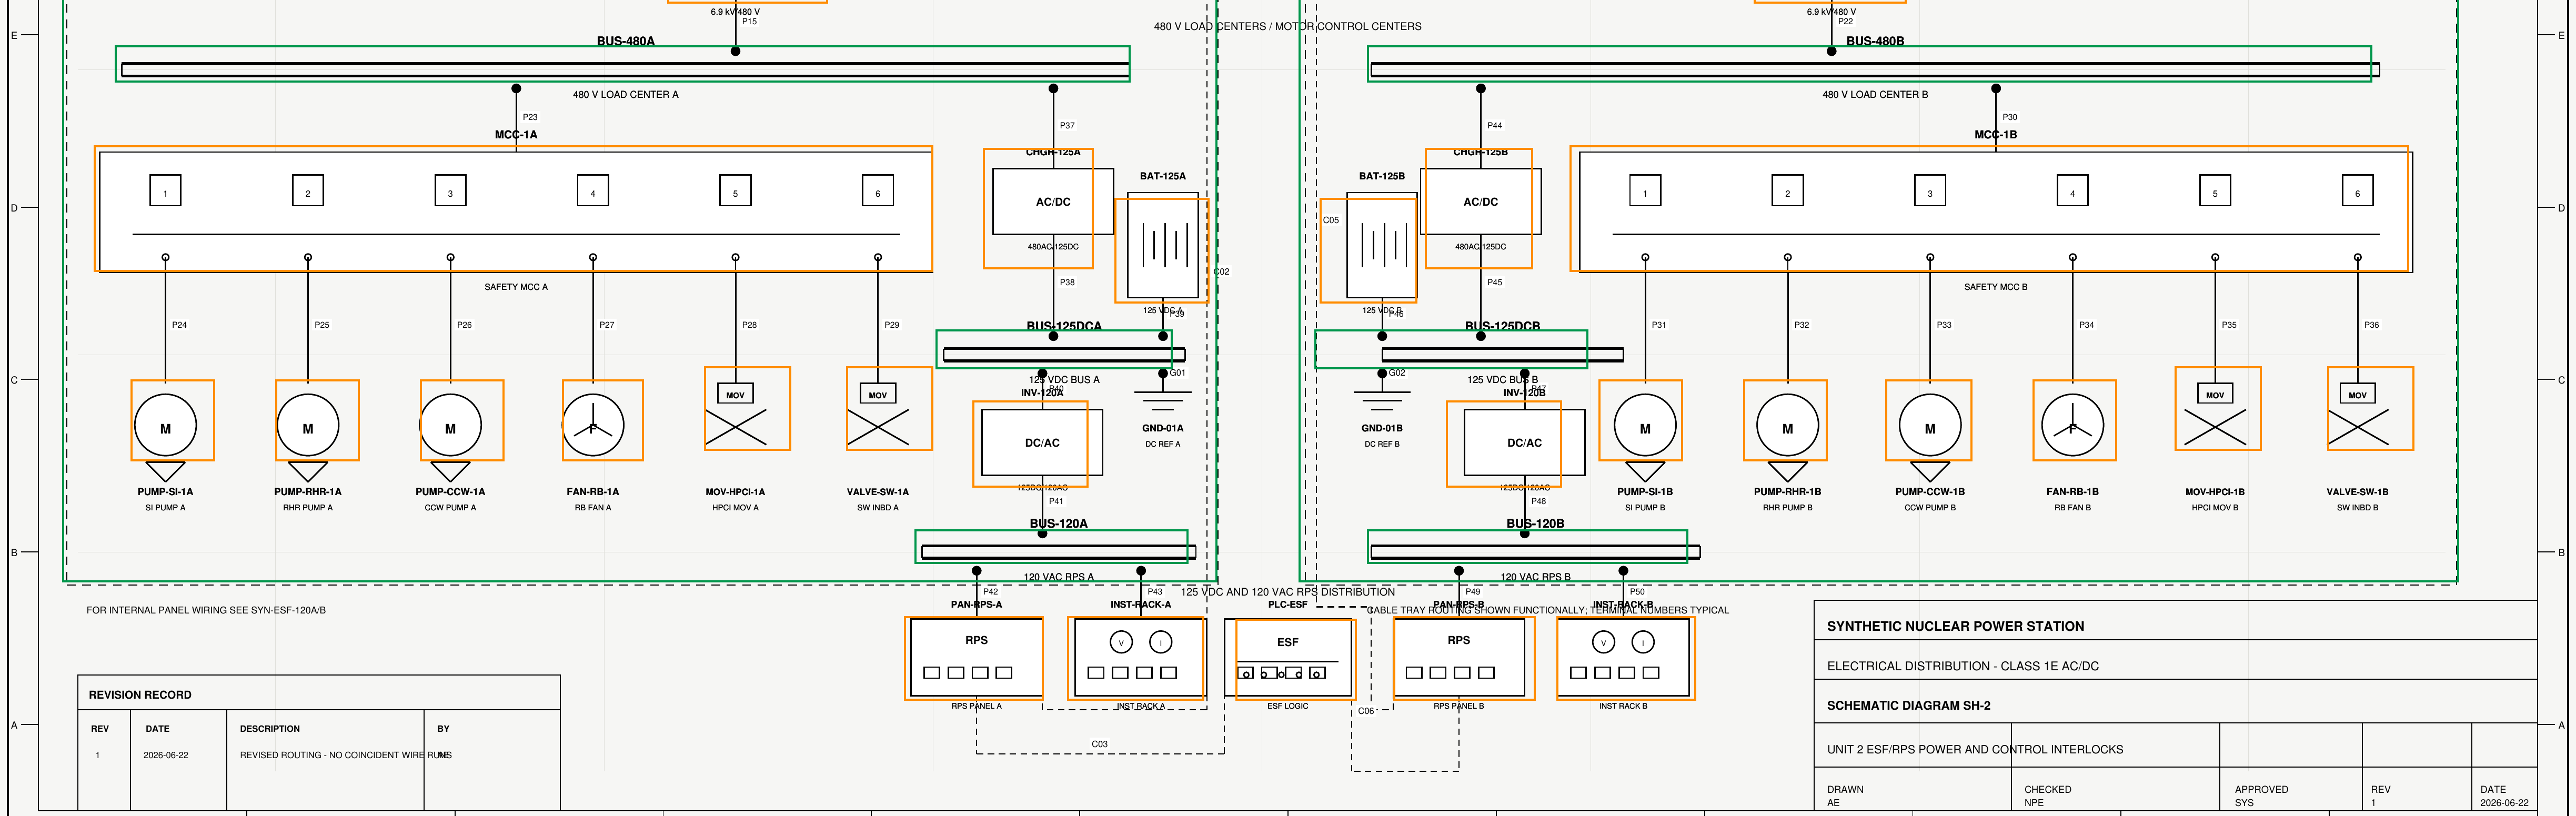 6.9 kV/480 V
6.9 kV/480 V
P15
P22
480 V LOAD CENTERS / MOTOR CONTROL CENTERS
E
E
BUS-480A
BUS-480B
480 V LOAD CENTER A
480 V LOAD CENTER B
P23
P37
P44
P30
MCC-1A
MCC-1B
CHGR-125A
CHGR-125B
BAT-125A
BAT-125B
1
2
3
4
5
6
AC/DC
AC/DC
1
2
3
4
5
6
D
D
C05
480AC/125DC
480AC/125DC
C02
P38
P45
SAFETY MCC A
SAFETY MCC B
125 VDC A
P39
125 VDC B
P46
P24
P25
P26
P27
P28
P29
BUS-125DCA
BUS-125DCB
P31
P32
P33
P34
P35
P36
C
C
125 VDC BUS A
G01
G02
125 VDC BUS B
P40
P47
INV-120A
INV-120B
MOV
MOV
MOV
MOV
M
M
M
F
M
M
M
F
GND-01A
GND-01B
DC/AC
DC/AC
DC REF A
DC REF B
125DC/120AC
125DC/120AC
PUMP-SI-1A
PUMP-RHR-1A
PUMP-CCW-1A
FAN-RB-1A
MOV-HPCI-1A
VALVE-SW-1A
PUMP-SI-1B
PUMP-RHR-1B
PUMP-CCW-1B
FAN-RB-1B
MOV-HPCI-1B
VALVE-SW-1B
P41
P48
SI PUMP A
RHR PUMP A
CCW PUMP A
RB FAN A
HPCI MOV A
SW INBD A
SI PUMP B
RHR PUMP B
CCW PUMP B
RB FAN B
HPCI MOV B
SW INBD B
BUS-120A
BUS-120B
B
B
120 VAC RPS A
120 VAC RPS B
P42
P43
125 VDC AND 120 VAC RPS DISTRIBUTION
P49
P50
PAN-RPS-A
INST-RACK-A
PLC-ESF
PAN-RPS-B
INST-RACK-B
FOR INTERNAL PANEL WIRING SEE SYN-ESF-120A/B
CABLE TRAY ROUTING SHOWN FUNCTIONALLY; TERMINAL NUMBERS TYPICAL
RPS
V
I
ESF
RPS
V
I
RPS PANEL A
INST RACK A
ESF LOGIC
C06
RPS PANEL B
INST RACK B
C03
A
A
REVISION RECORD
REV
DATE
DESCRIPTION
BY
1
2026-06-22
REVISED ROUTING - NO COINCIDENT WIRE RUNS
AE
SYNTHETIC NUCLEAR POWER STATION
ELECTRICAL DISTRIBUTION - CLASS 1E AC/DC
SCHEMATIC DIAGRAM SH-2
UNIT 2 ESF/RPS POWER AND CONTROL INTERLOCKS
DRAWN
CHECKED
APPROVED
REV
DATE
AE
NPE
SYS
1
2026-06-22